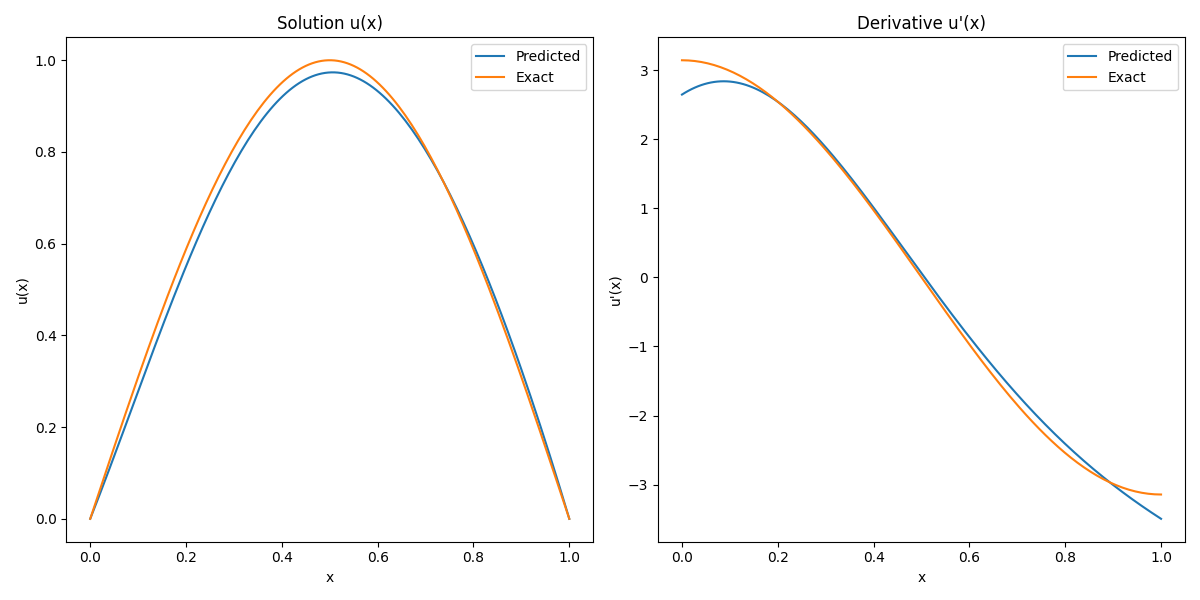 Solution u(x)
Predicted
Exact
1.0
0.8
0.6
0.4
0.2
0.0
u(x)
0.0 0.2 0.4 0.6 0.8 1.0
x
Derivative u'(x)
Predicted
Exact
3
2
1
0
−1
−2
−3
u'(x)
0.0 0.2 0.4 0.6 0.8 1.0
x